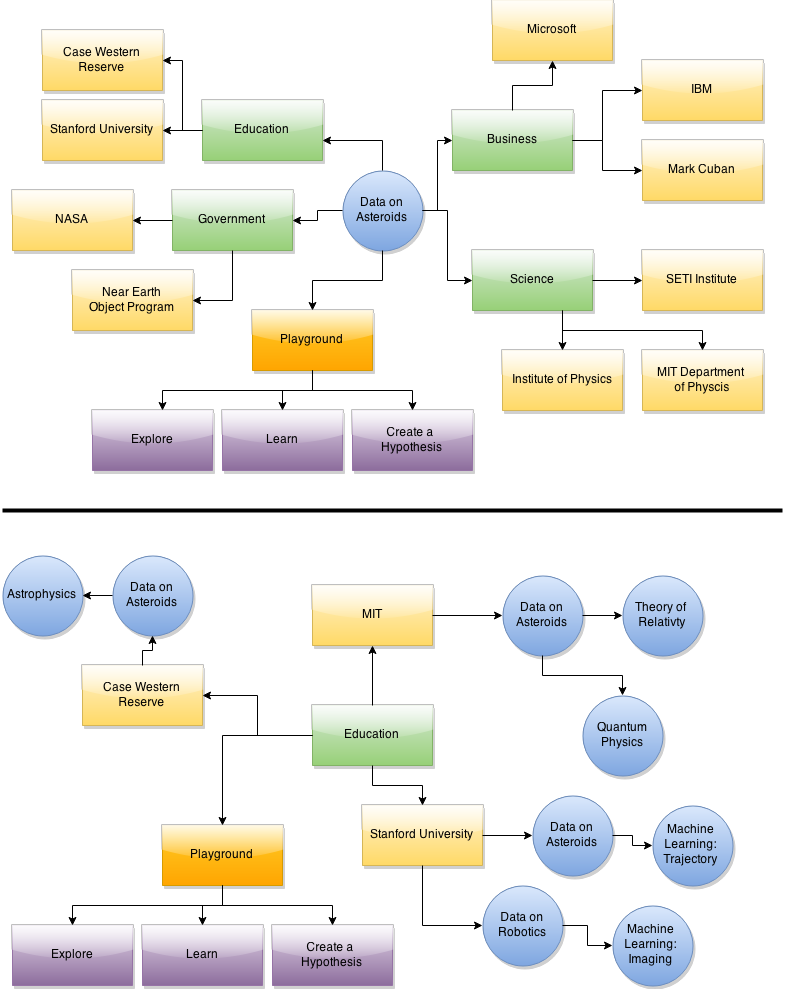 Microsoft
Case Western
Reserve
IBM
Stanford University
Education
Business
Mark Cuban
Data on
Asteroids
NASA
Government
Near Earth
Object Program
Science
SETI Institute
Playground
Institute of Physics
MIT Department
of Physcis
Explore
Learn
Create a
Hypothesis
Astrophysics
Data on
Asteroids
MIT
Data on
Asteroids
Theory of
Relativty
Case Western
Reserve
Education
Quantum
Physics
Playground
Stanford University
Data on
Asteroids
Machine
Learning:
Trajectory
Explore
Learn
Create a
Hypothesis
Data on
Robotics
Machine
Learning:
Imaging